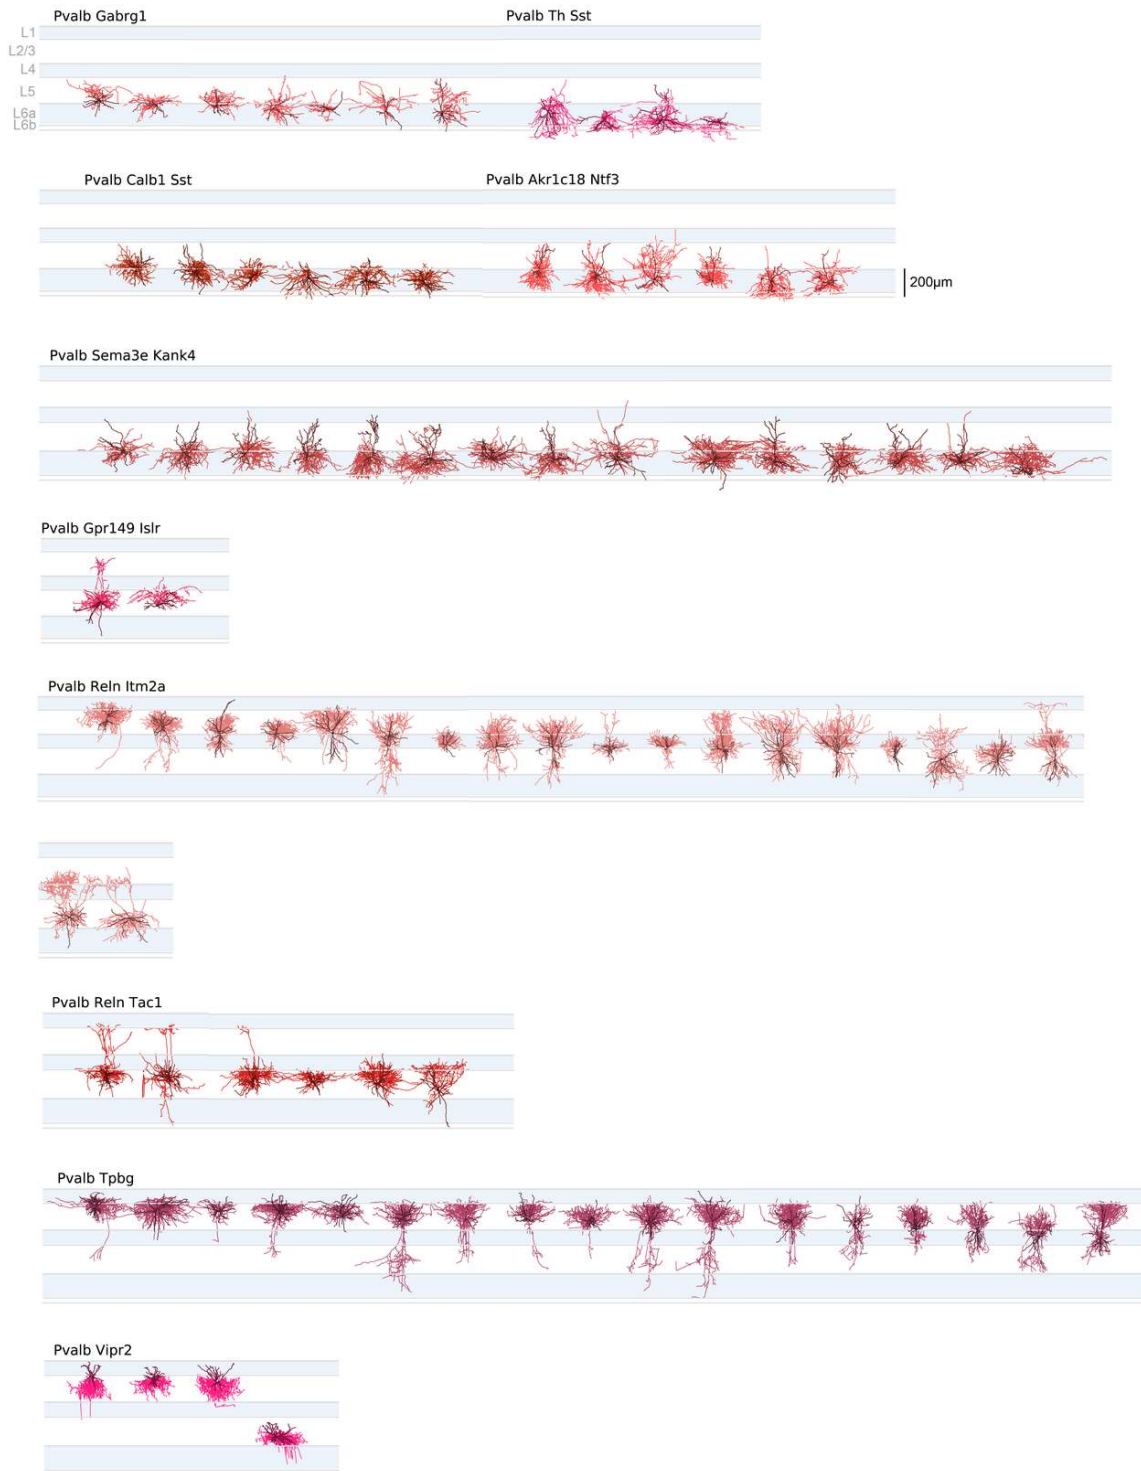 Pvalb Gabrg1
Pvalb Th Sst
L1
L2/3
L4
L5
L6a
L6b
Pvalb Calb1 Sst
Pvalb Akr1c18 Ntf3
200µm
Pvalb Sema3e Kank4
Pvalb Gpr149 Islr
Pvalb Reln Itm2a
Pvalb Reln Tac1
Pvalb Tpbg
Pvalb Vipr2